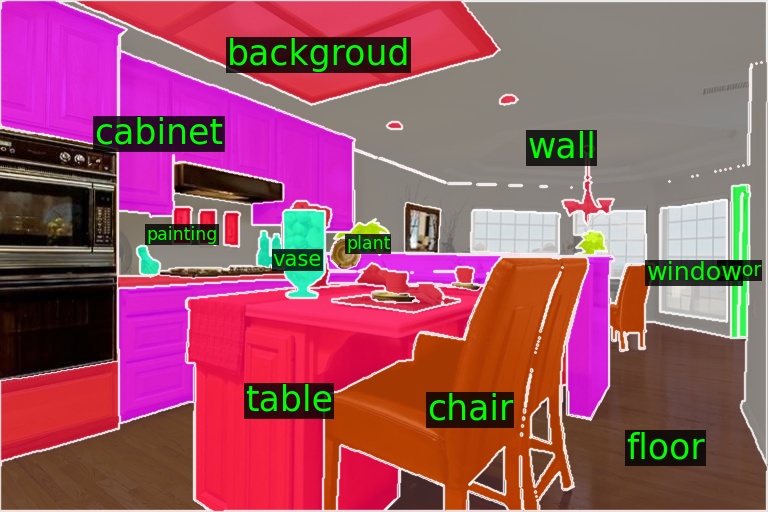 backgroud
cabinet
wall
painting
plant
vase
windowor
table
chair
floor